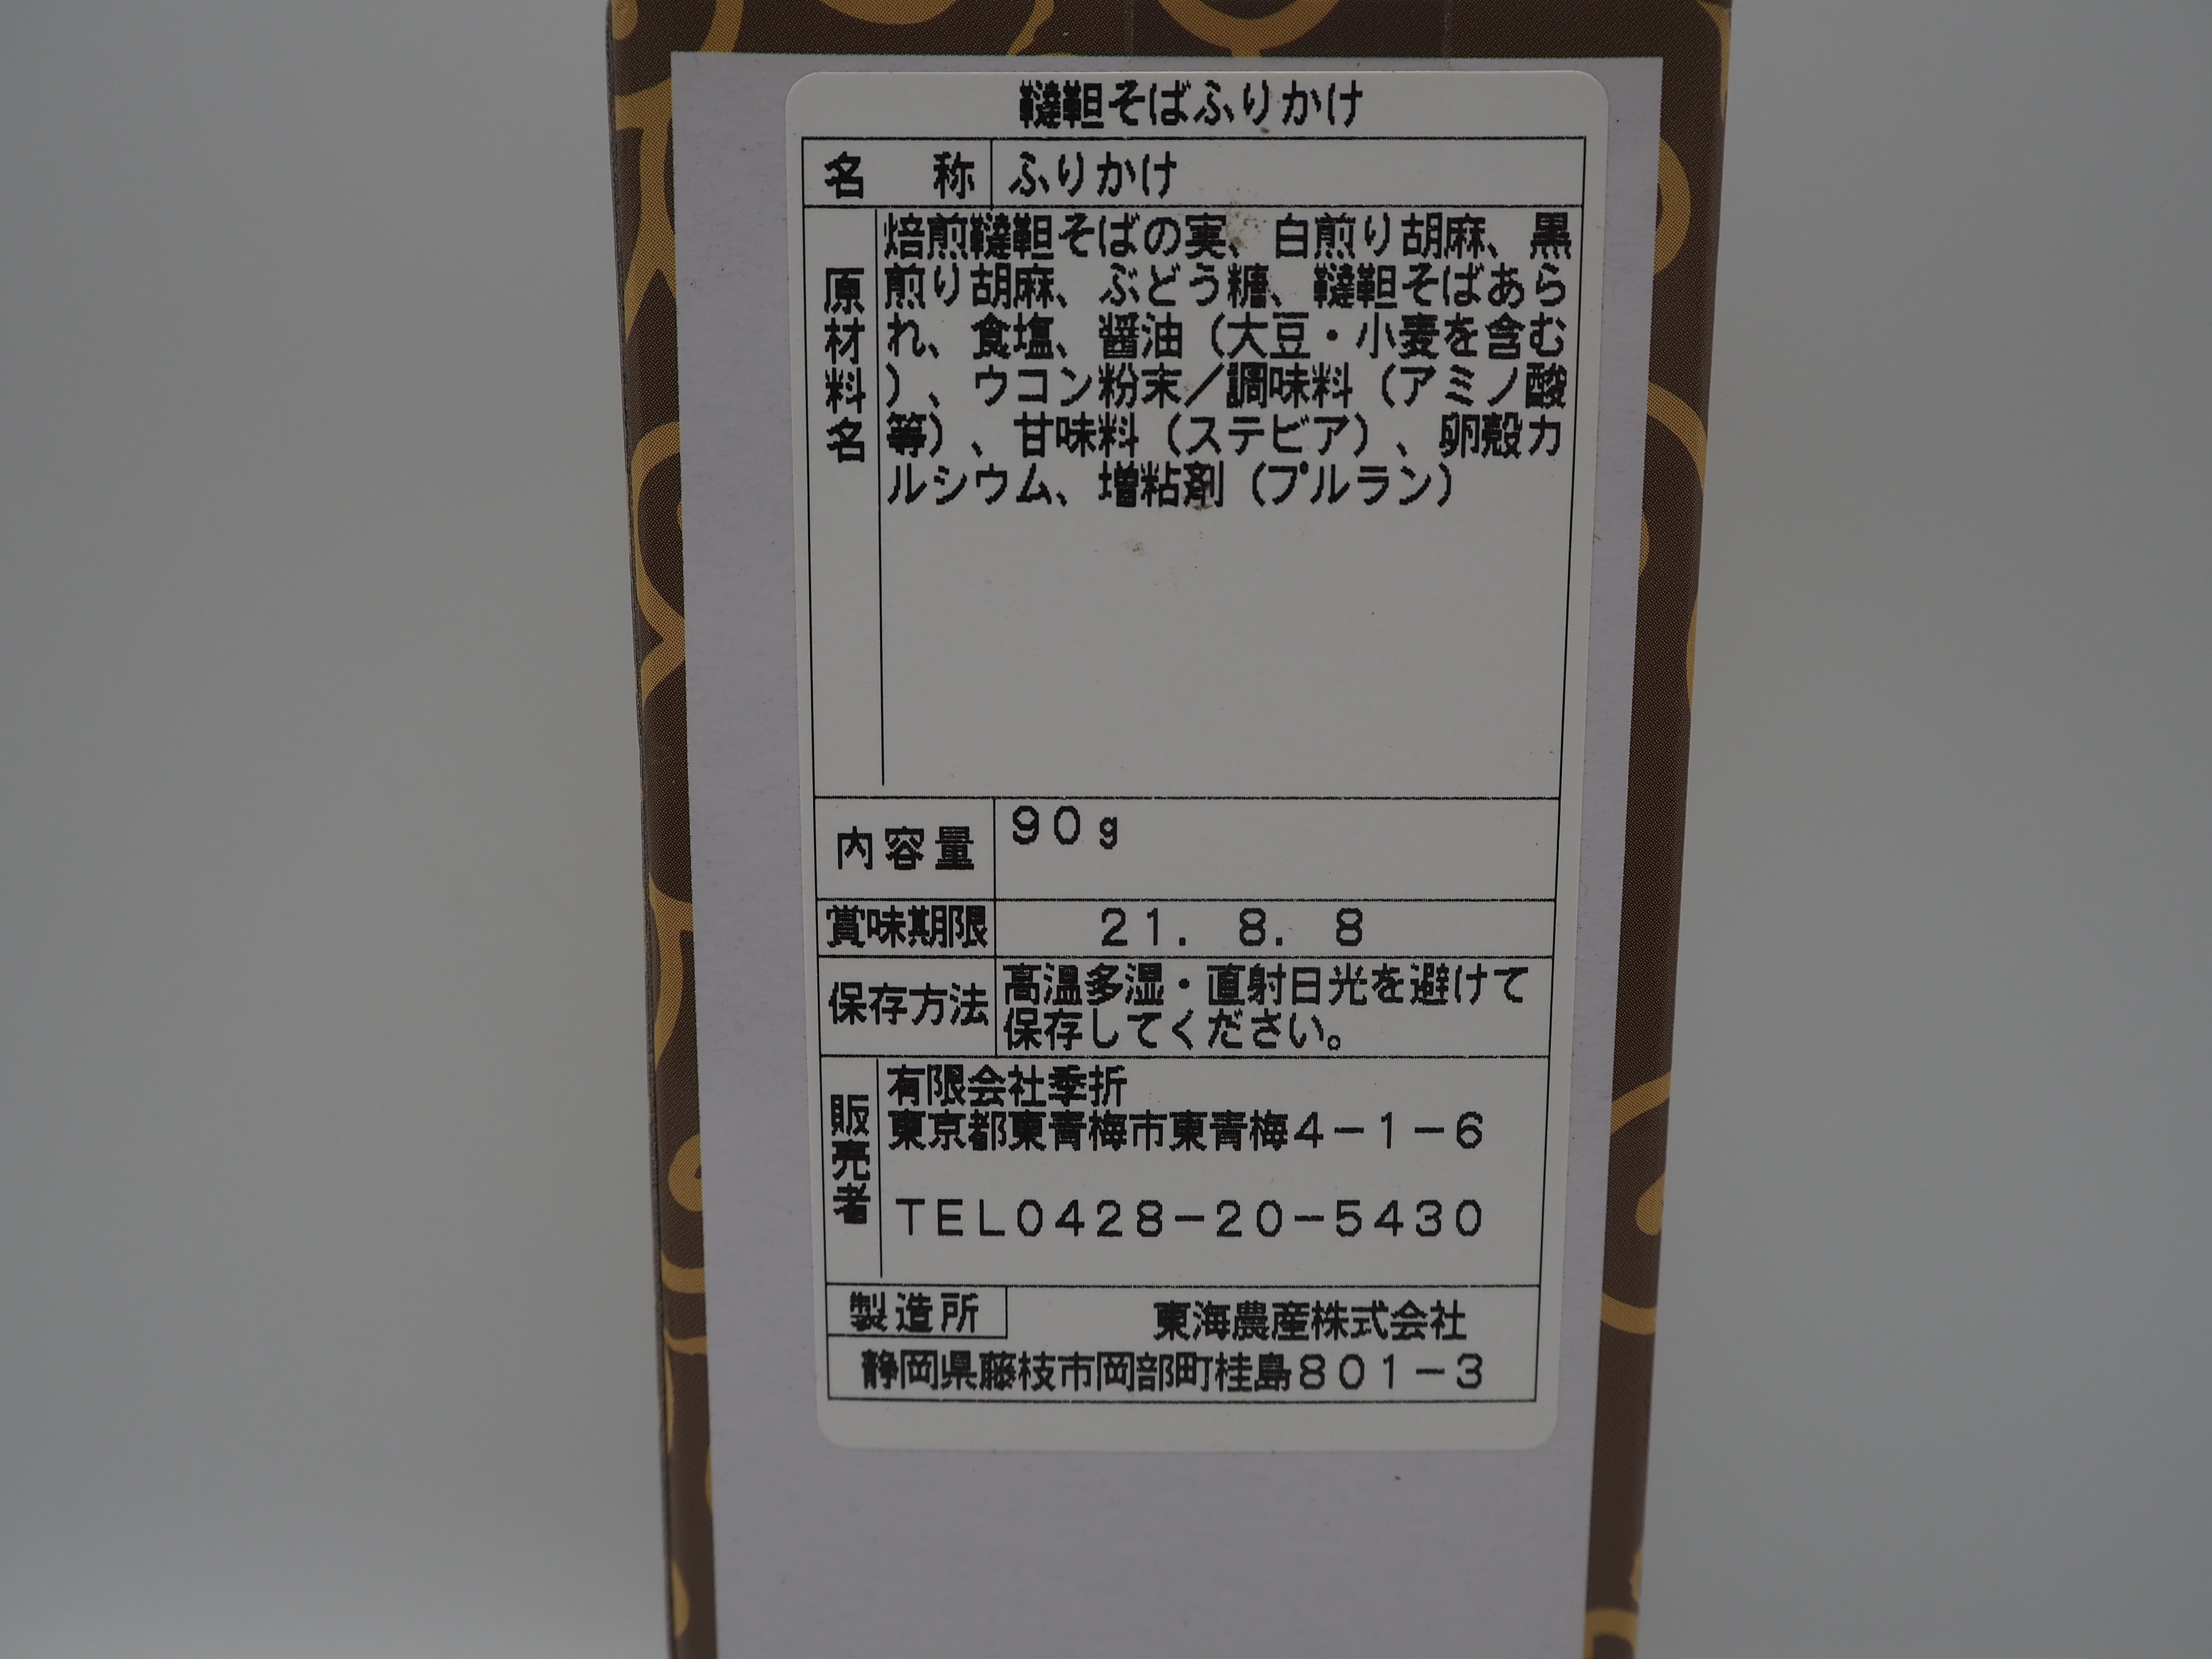 韃靼そばふりかけ
名称 ふりかけ
原材料名
焙煎韃靼そばの実、白煎り胡麻、黒
煎り胡麻、ぶどう糖、韃靼そばあら
れ、食塩、醤油（大豆・小麦を含む
）、ウコン粉末／調味料（アミノ酸
等）、甘味料（ステビア）、卵殻カ
ルシウム、増粘剤（プルラン）
内容量 90g
賞味期限 21. 8. 8
保存方法 高温多湿・直射日光を避けて
保存してください。
販売者
有限会社季折
東京都東青梅市東青梅4－1－6
TEL0428－20－5430
製造所 東海農産株式会社
静岡県藤枝市岡部町桂島801－3